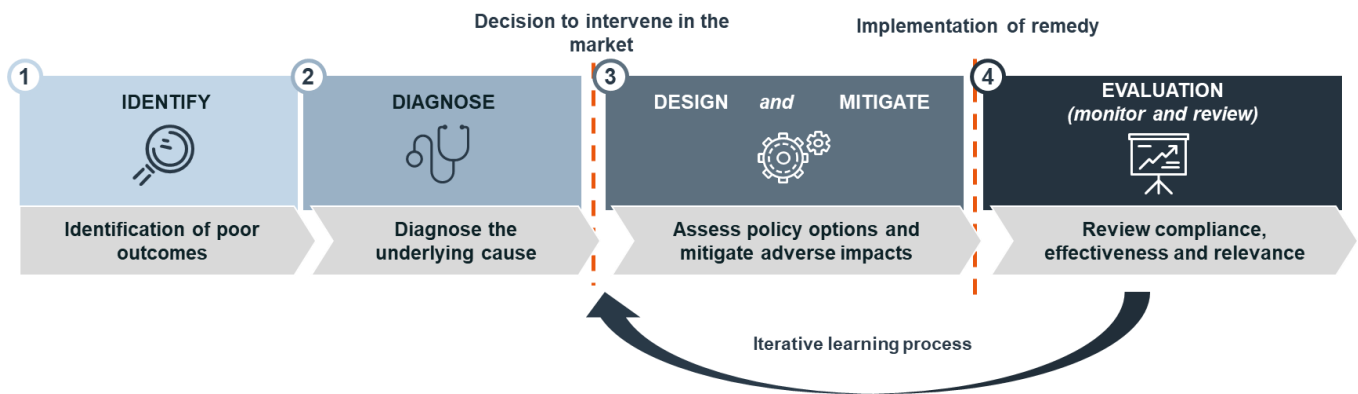 Decision to intervene in the
market
Implementation of remedy
1
IDENTIFY
2
DIAGNOSE
3
DESIGN and MITIGATE
4
EVALUATION
(monitor and review)
Identification of poor
outcomes
Diagnose the
underlying cause
Assess policy options and
mitigate adverse impacts
Review compliance,
effectiveness and relevance
Iterative learning process